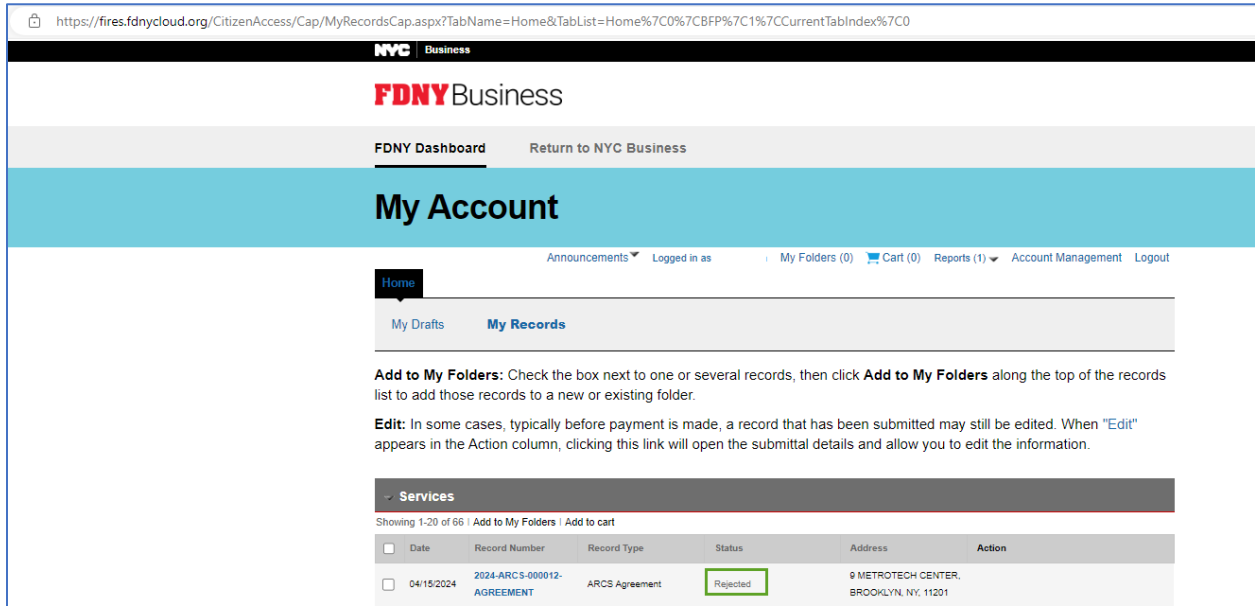 https://fires.fdnycloud.org/CitizenAccess/Cap/MyRecordsCap.aspx?TabName=Home&TabList=Home%7C0%7CBFP%7C1%7CCurrentTabIndex%7C0
NYC Business
FDNY Business
FDNY Dashboard Return to NYC Business
My Account
Announcements Logged in as My Folders (0) Cart (0) Reports (1) Account Management Logout
Home
My Drafts My Records
Add to My Folders: Check the box next to one or several records, then click Add to My Folders along the top of the records
list to add those records to a new or existing folder.
Edit: In some cases, typically before payment is made, a record that has been submitted may still be edited. When "Edit"
appears in the Action column, clicking this link will open the submittal details and allow you to edit the information.
Services
Showing 1-20 of 66 | Add to My Folders | Add to cart
Date Record Number Record Type Status Address Action
04/15/2024 2024-ARCS-000012- ARCS Agreement Rejected 9 METROTECH CENTER,
AGREEMENT BROOKLYN, NY, 11201